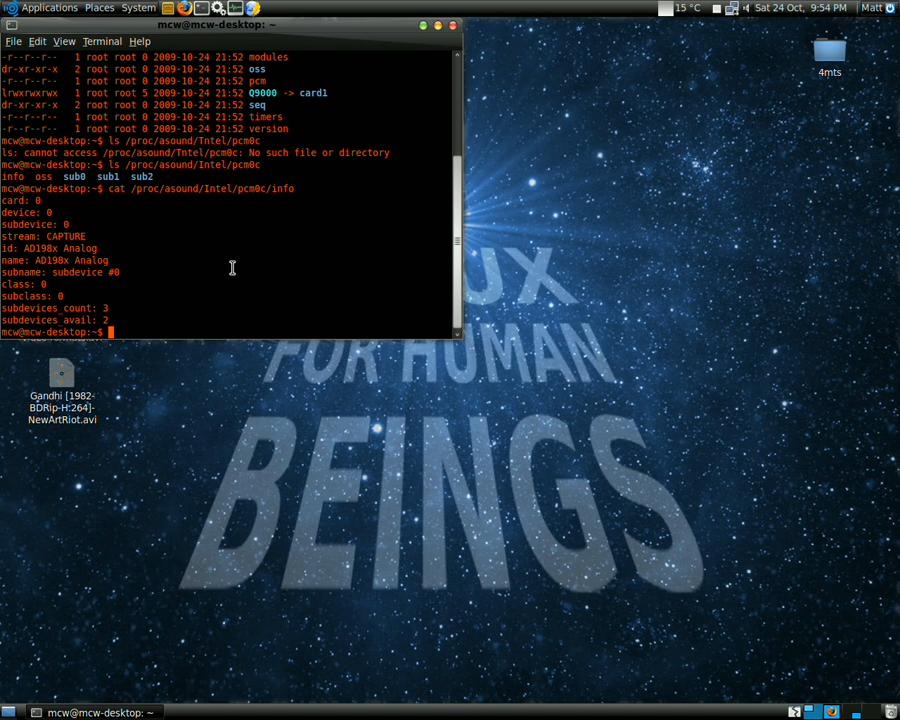 Applications Places System
15 °C
Sat 24 Oct, 9:54 PM
Matt
mcw@mcw-desktop: ~
File Edit View Terminal Help
-r--r--r-- 1 root root 0 2009-10-24 21:52 modules
dr-xr-xr-x 2 root root 0 2009-10-24 21:52 oss
-r--r--r-- 1 root root 0 2009-10-24 21:52 pcm
lrwxrwxrwx 1 root root 5 2009-10-24 21:52 Q9000 -> card1
dr-xr-xr-x 2 root root 0 2009-10-24 21:52 seq
-r--r--r-- 1 root root 0 2009-10-24 21:52 timers
-r--r--r-- 1 root root 0 2009-10-24 21:52 version
mcw@mcw-desktop:~$ ls /proc/asound/Tntel/pcm0c
ls: cannot access /proc/asound/Tntel/pcm0c: No such file or directory
mcw@mcw-desktop:~$ ls /proc/asound/Intel/pcm0c
info oss sub0 sub1 sub2
mcw@mcw-desktop:~$ cat /proc/asound/Intel/pcm0c/info
card: 0
device: 0
subdevice: 0
stream: CAPTURE
id: AD198x Analog
name: AD198x Analog
subname: subdevice #0
class: 0
subclass: 0
subdevices_count: 3
subdevices_avail: 2
mcw@mcw-desktop:~$
4mts
UX
FOR HUMAN
BEINGS
Gandhi [1982-
BDRip-H:264]-
NewArtRiot.avi
mcw@mcw-desktop: ~